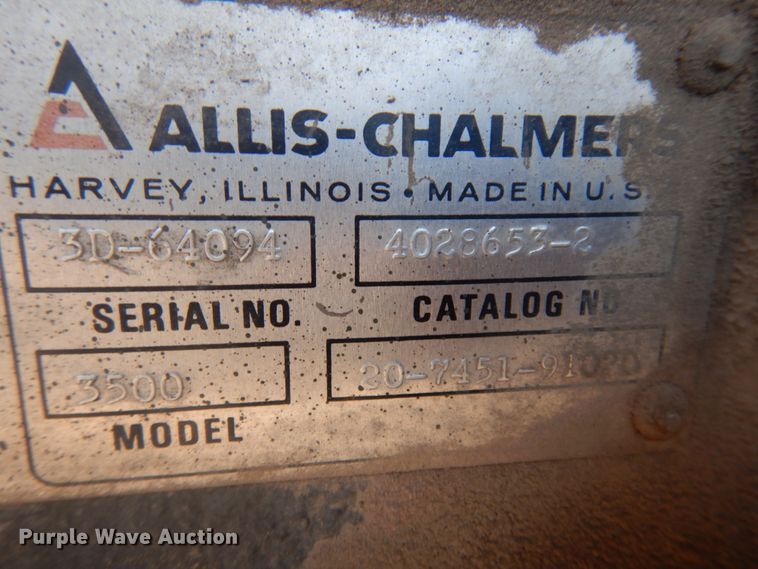 ALLIS-CHALMERS
HARVEY, ILLINOIS • MADE IN U.S.
3D-64094 4028653-2
SERIAL NO. CATALOG NO
3500 20-7451-91020
MODEL
Purple Wave Auction